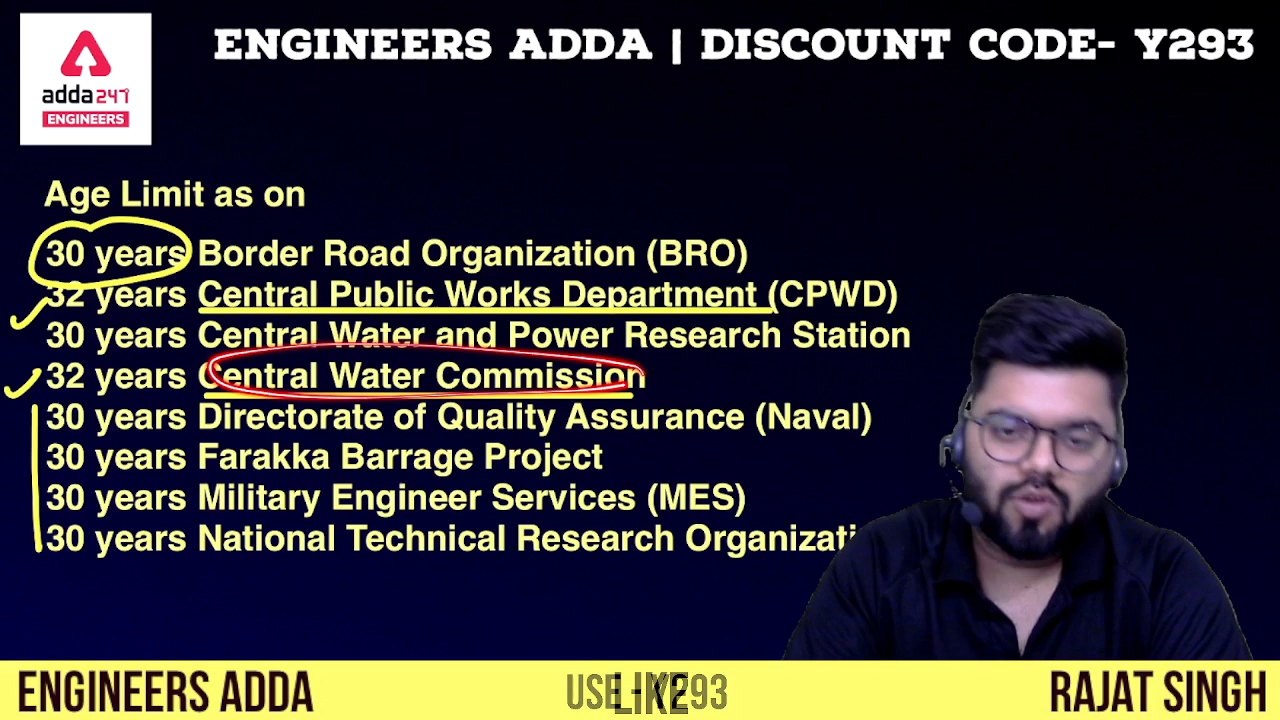 ENGINEERS ADDA | DISCOUNT CODE- Y293
adda247
ENGINEERS
Age Limit as on
30 years Border Road Organization (BRO)
32 years Central Public Works Department (CPWD)
30 years Central Water and Power Research Station
32 years Central Water Commission
30 years Directorate of Quality Assurance (Naval)
30 years Farakka Barrage Project
30 years Military Engineer Services (MES)
30 years National Technical Research
ENGINEERS ADDA
USE
LIKE
RAJAT SINGH